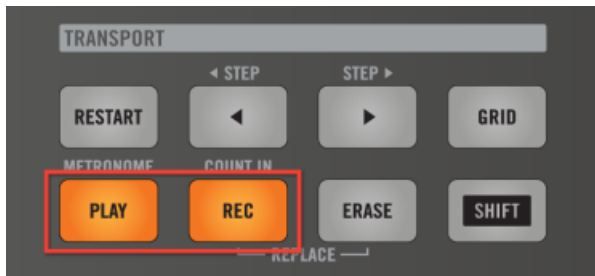 TRANSPORT
◀ STEP STEP ▶
RESTART ◀ ▶ GRID
METRONOME COUNT IN
PLAY REC ERASE SHIFT
REPLACE